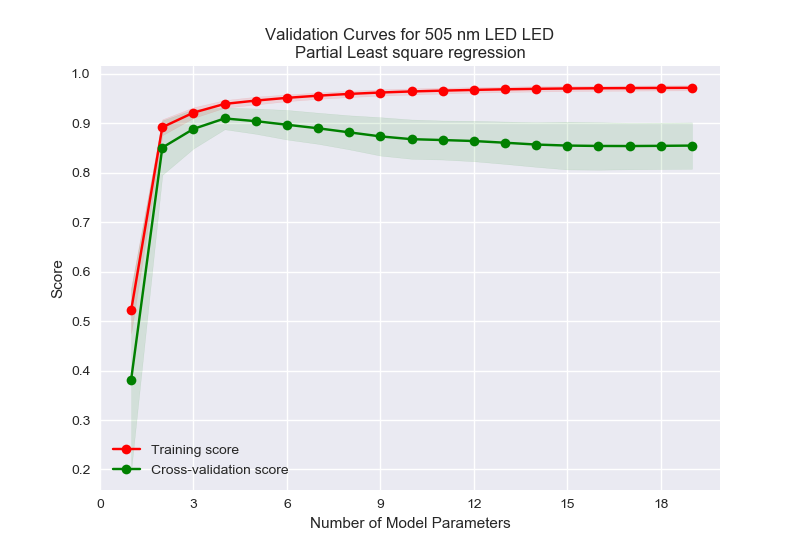 Validation Curves for 505 nm LED LED
Partial Least square regression
1.0
0.9
0.8
0.7
0.6
0.5
0.4
0.3
0.2
Score
Training score
Cross-validation score
0 3 6 9 12 15 18
Number of Model Parameters